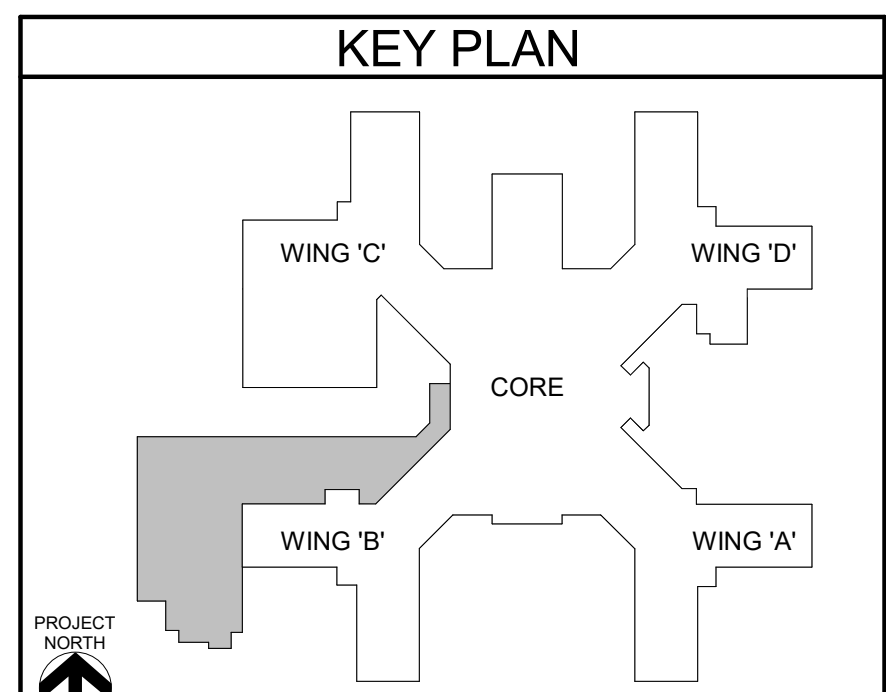 KEY PLAN
WING 'C'
WING 'D'
CORE
WING 'B'
WING 'A'
PROJECT
NORTH